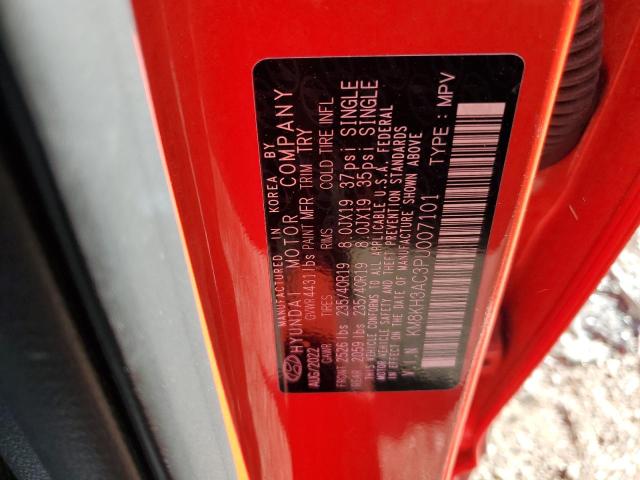 MANUFACTURED IN KOREA BY
HYUNDAI MOTOR COMPANY
AUG/2022 GVWR 4431 lbs PAINT MFR TRIM TRY
GAWR TIRES RIMS COLD TIRE INFL
FRONT 2526 lbs 235/40R19 8.0JX19 37psi SINGLE
REAR 2059 lbs 235/40R19 8.0JX19 35psi SINGLE
THIS VEHICLE CONFORMS TO ALL APPLICABLE U.S.A. FEDERAL
MOTOR VEHICLE SAFETY AND THEFT PREVENTION STANDARDS
IN EFFECT ON THE DATE OF MANUFACTURE SHOWN ABOVE
V.I.N KM8KH3AC3PU007101 TYPE : MPV